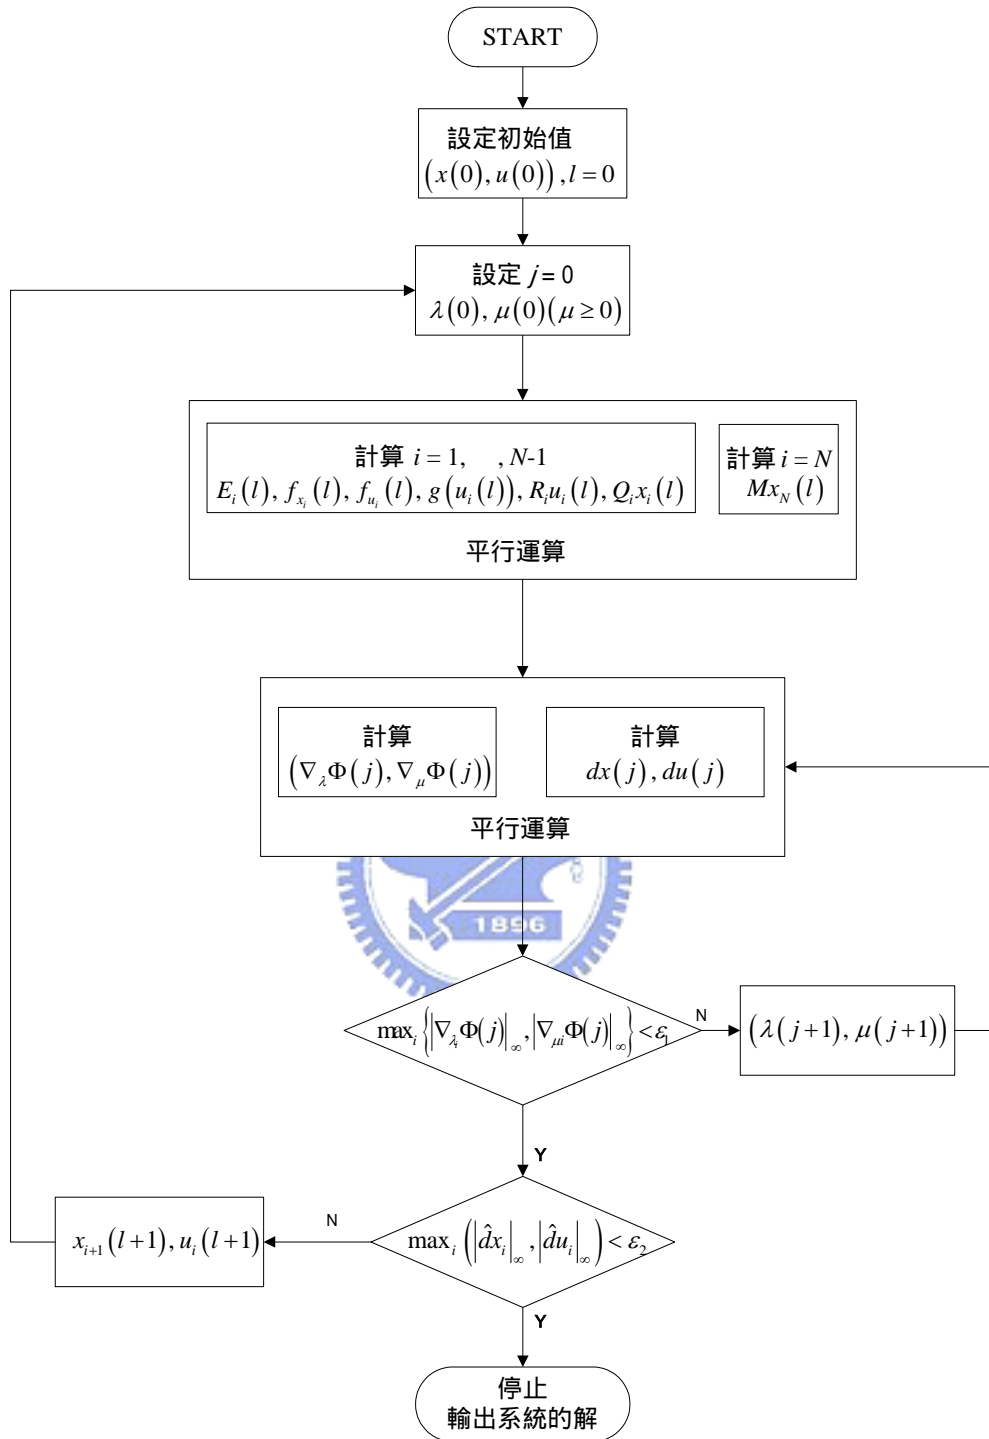 START
設定初始值
(x(0), u(0)), l = 0
設定 j = 0
λ(0), μ(0)(μ ≥ 0)
計算 i = 1, , N-1
E_i(l), f_{x_i}(l), f_{u_i}(l), g(u_i(l)), R_i u_i(l), Q_i x_i(l)
計算 i = N
Mx_N(l)
平行運算
計算
(∇_λ Φ(j), ∇_μ Φ(j))
計算
dx(j), du(j)
平行運算
1896
max_i {|∇_{λ_i} Φ(j)|_∞, |∇_{μi} Φ(j)|_∞} < ε_1
N
(λ(j+1), μ(j+1))
Y
max_i (|d̂x_i|_∞, |d̂u_i|_∞) < ε_2
N
x_{i+1}(l+1), u_i(l+1)
Y
停止
輸出系統的解